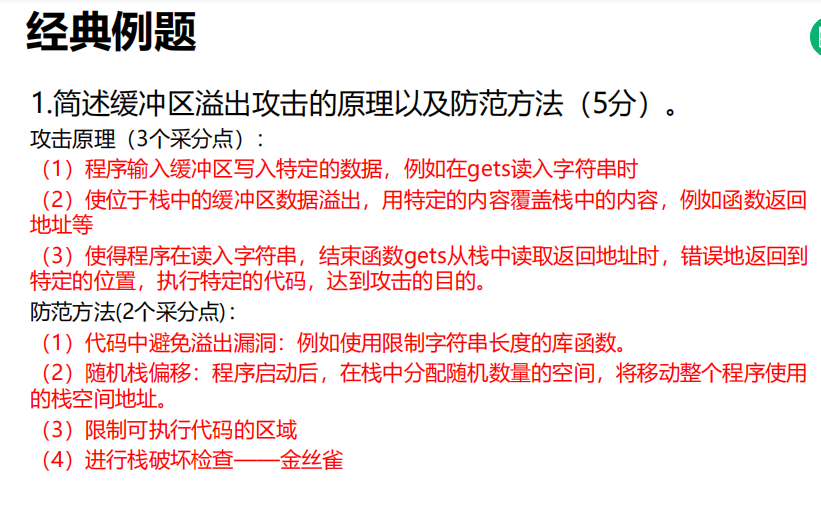 经典例题
1.简述缓冲区溢出攻击的原理以及防范方法（5分）。
攻击原理（3个采分点）：
（1）程序输入缓冲区写入特定的数据，例如在gets读入字符串时
（2）使位于栈中的缓冲区数据溢出，用特定的内容覆盖栈中的内容，例如函数返回
地址等
（3）使得程序在读入字符串，结束函数gets从栈中读取返回地址时，错误地返回到
特定的位置，执行特定的代码，达到攻击的目的。
防范方法(2个采分点)：
（1）代码中避免溢出漏洞：例如使用限制字符串长度的库函数。
（2）随机栈偏移：程序启动后，在栈中分配随机数量的空间，将移动整个程序使用
的栈空间地址。
（3）限制可执行代码的区域
（4）进行栈破坏检查——金丝雀